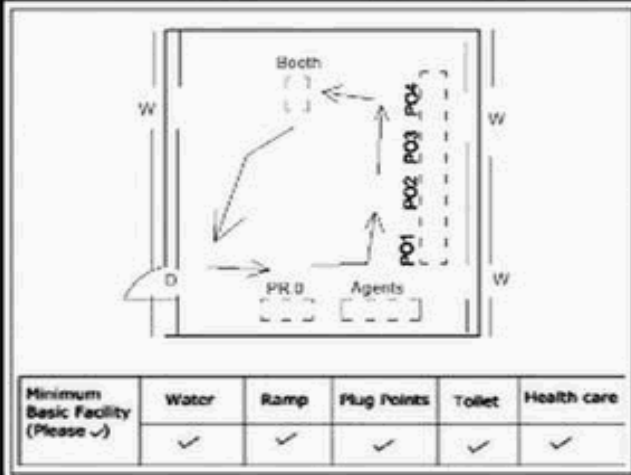 Booth
W
W
PO4
PO3
PO2
PO1
D
W
PR.0
Agents
Minimum Basic Facility (Please ✓)
Water
Ramp
Plug Points
Toilet
Health care
✓
✓
✓
✓
✓